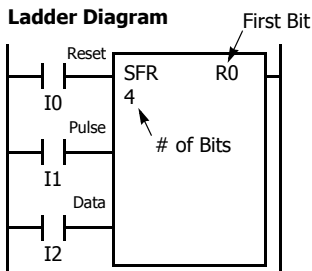 Ladder Diagram
First Bit
Reset
SFR R0
4
I0
Pulse
# of Bits
I1
Data
I2